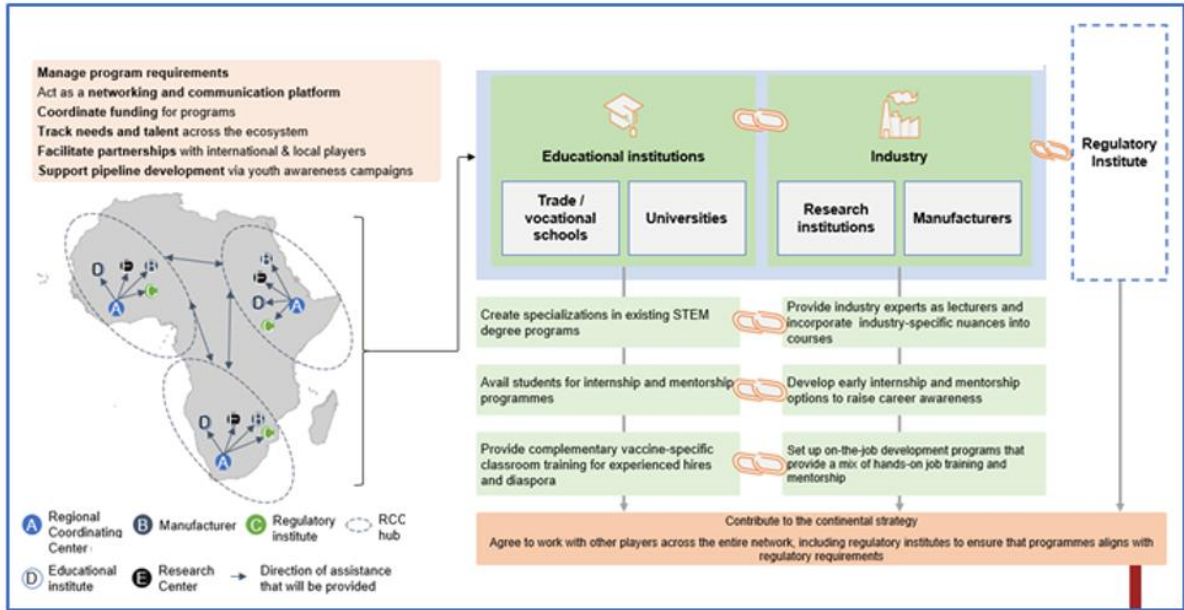 Manage program requirements
Act as a networking and communication platform
Coordinate funding for programs
Track needs and talent across the ecosystem
Facilitate partnerships with international & local players
Support pipeline development via youth awareness campaigns
D
E
B
C
A
B
E
D
A
C
D
E
B
C
A
A Regional
Coordinating
Center
B Manufacturer
C Regulatory
institute
RCC
hub
D Educational
institute
E Research
Center
Direction of assistance
that will be provided
Educational institutions
Industry
Trade /
vocational
schools
Universities
Research
institutions
Manufacturers
Regulatory
Institute
Create specializations in existing STEM
degree programs
Provide industry experts as lecturers and
incorporate industry-specific nuances into
courses
Avail students for internship and mentorship
programmes
Develop early internship and mentorship
options to raise career awareness
Provide complementary vaccine-specific
classroom training for experienced hires
and diaspora
Set up on-the-job development programs that
provide a mix of hands-on job training and
mentorship
Contribute to the continental strategy
Agree to work with other players across the entire network, including regulatory institutes to ensure that programmes aligns with
regulatory requirements